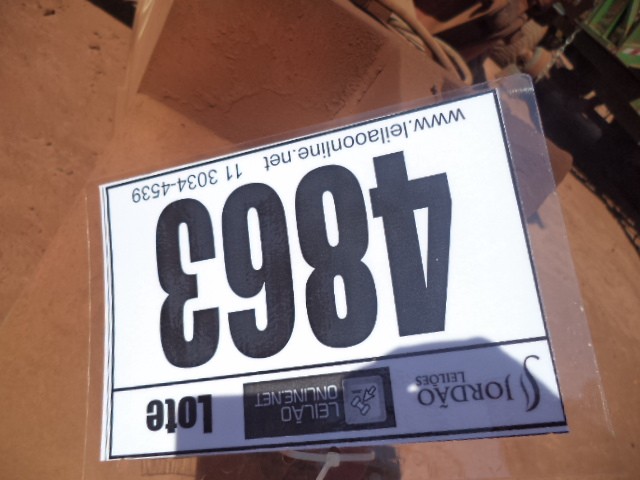 JORDÃO
LEILÕES
LEILÃO
ONLINE.NET
Lote
4863
www.leilaoonline.net 11 3034-4539